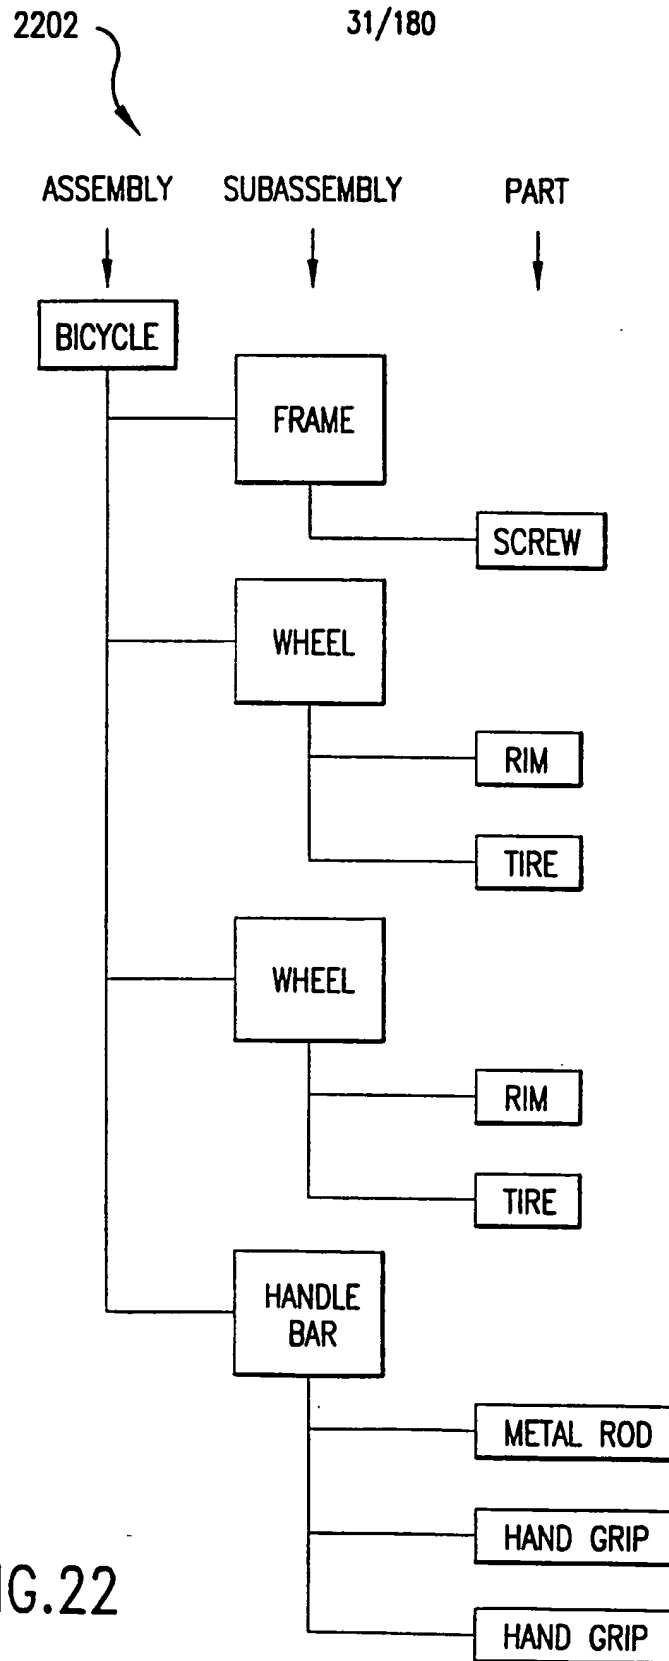 2202 31/180
ASSEMBLY SUBASSEMBLY PART
BICYCLE
FRAME
SCREW
WHEEL
RIM
TIRE
WHEEL
RIM
TIRE
HANDLE
BAR
METAL ROD
HAND GRIP
IG.22
HAND GRIP